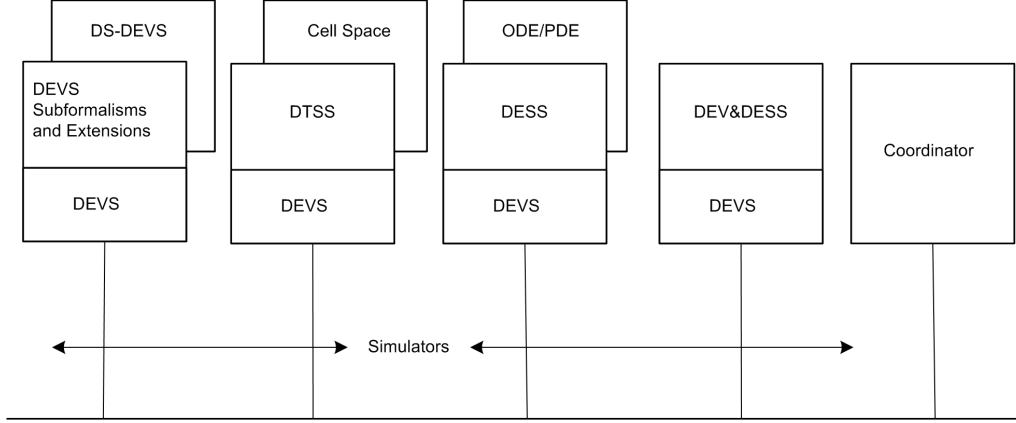 DS-DEVS
Cell Space
ODE/PDE
DEVS
Subformalisms
and Extensions
DTSS
DESS
DEV&DESS
Coordinator
DEVS
DEVS
DEVS
DEVS
Simulators